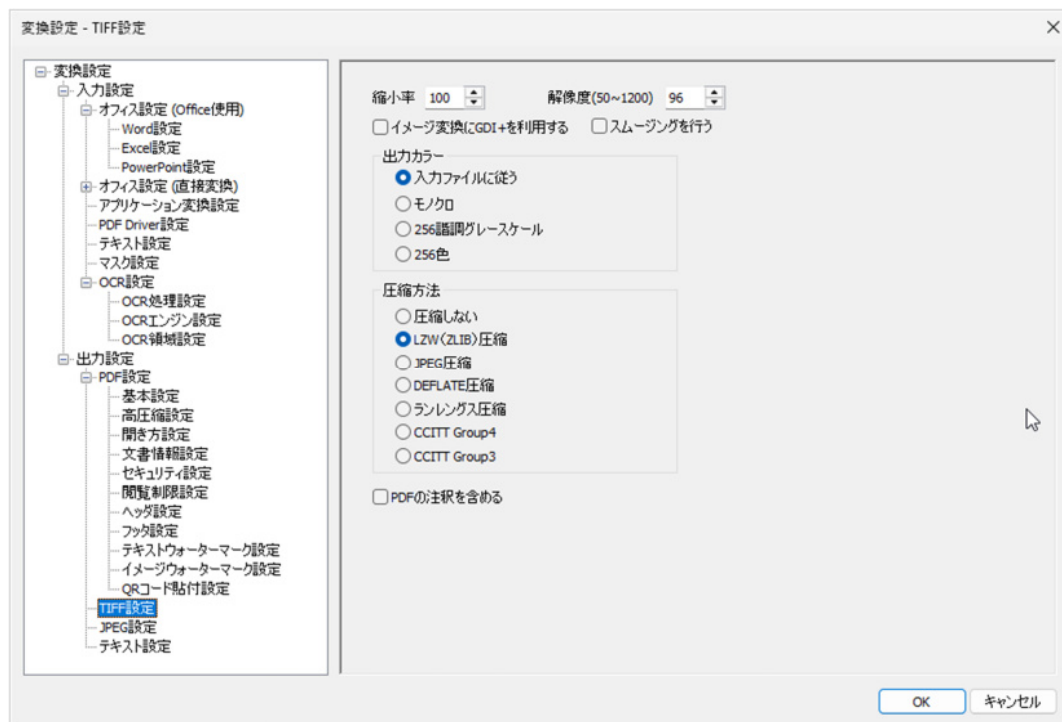 変換設定 - TIFF設定
変換設定
入力設定
オフィス設定 (Office使用)
Word設定
Excel設定
PowerPoint設定
オフィス設定 (直接変換)
アプリケーション変換設定
PDF Driver設定
テキスト設定
マスク設定
OCR設定
OCR処理設定
OCRエンジン設定
OCR領域設定
出力設定
PDF設定
基本設定
高圧縮設定
開き方設定
文書情報設定
セキュリティ設定
閲覧制限設定
ヘッダ設定
フッタ設定
テキストウォーターマーク設定
イメージウォーターマーク設定
QRコード貼付設定
TIFF設定
JPEG設定
テキスト設定
縮小率 100 解像度(50~1200) 96
イメージ変換にGDI+を利用する スムージングを行う
出力カラー
入力ファイルに従う
モノクロ
256諧調グレースケール
256色
圧縮方法
圧縮しない
LZW(ZLIB)圧縮
JPEG圧縮
DEFLATE圧縮
ランレングス圧縮
CCITT Group4
CCITT Group3
PDFの注釈を含める
OK キャンセル